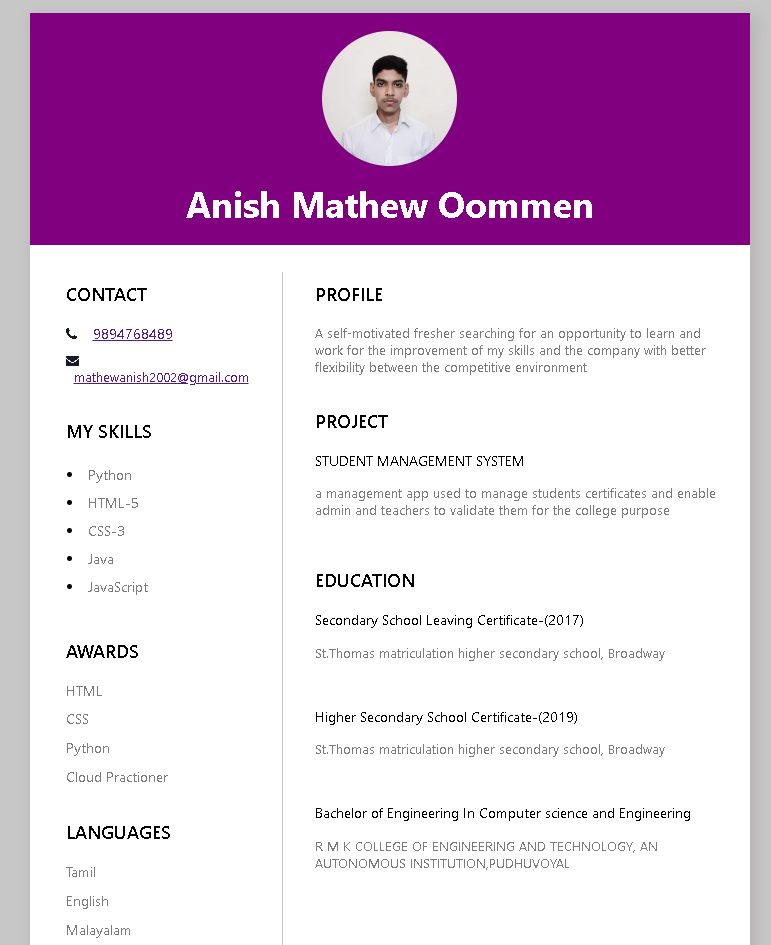 Anish Mathew Oommen
CONTACT
9894768489
mathewanish2002@gmail.com
MY SKILLS
Python
HTML-5
CSS-3
Java
JavaScript
AWARDS
HTML
CSS
Python
Cloud Practioner
LANGUAGES
Tamil
English
Malayalam
PROFILE
A self-motivated fresher searching for an opportunity to learn and
work for the improvement of my skills and the company with better
flexibility between the competitive environment
PROJECT
STUDENT MANAGEMENT SYSTEM
a management app used to manage students certificates and enable
admin and teachers to validate them for the college purpose
EDUCATION
Secondary School Leaving Certificate-(2017)
St.Thomas matriculation higher secondary school, Broadway
Higher Secondary School Certificate-(2019)
St.Thomas matriculation higher secondary school, Broadway
Bachelor of Engineering In Computer science and Engineering
R M K COLLEGE OF ENGINEERING AND TECHNOLOGY, AN
AUTONOMOUS INSTITUTION,PUDHUVOYAL